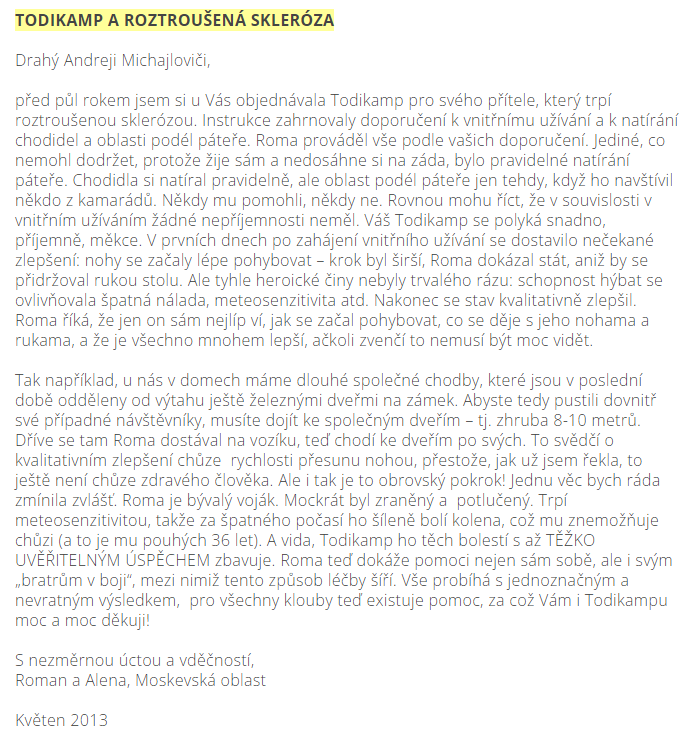 TODIKAMP A ROZTROUŠENÁ SKLERÓZA
Drahý Andreji Michajloviči,
před půl rokem jsem si u Vás objednávala Todikamp pro svého přítele, který trpí
roztroušenou sklerózou. Instrukce zahrnovaly doporučení k vnitřnímu užívání a k natírání
chodidel a oblasti podél páteře. Roma prováděl vše podle vašich doporučení. Jediné, co
nemohl dodržet, protože žije sám a nedosáhne si na záda, bylo pravidelné natírání
páteře. Chodidla si natíral pravidelně, ale oblast podél páteře jen tehdy, když ho navštívil
někdo z kamarádů. Někdy mu pomohli, někdy ne. Rovnou mohu říct, že v souvislosti v
vnitřním užíváním žádné nepříjemnosti neměl. Váš Todikamp se polyká snadno,
příjemně, měkce. V prvních dnech po zahájení vnitřního užívání se dostavilo nečekané
zlepšení: nohy se začaly lépe pohybovat – krok byl širší, Roma dokázal stát, aniž by se
přidržoval rukou stolu. Ale tyhle heroické činy nebyly trvalého rázu: schopnost hýbat se
ovlivňovala špatná nálada, meteosenzitivita atd. Nakonec se stav kvalitativně zlepšil.
Roma říká, že jen on sám nejlíp ví, jak se začal pohybovat, co se děje s jeho nohama a
rukama, a že je všechno mnohem lepší, ačkoli zvenčí to nemusí být moc vidět.
Tak například, u nás v domech máme dlouhé společné chodby, které jsou v poslední
době odděleny od výtahu ještě železnými dveřmi na zámek. Abyste tedy pustili dovnitř
své případné návštěvníky, musíte dojít ke společným dveřím – tj. zhruba 8-10 metrů.
Dříve se tam Roma dostával na vozíku, teď chodí ke dveřím po svých. To svědčí o
kvalitativním zlepšení chůze  rychlosti přesunu nohou, přestože, jak už jsem řekla, to
ještě není chůze zdravého člověka. Ale i tak je to obrovský pokrok! Jednu věc bych ráda
zmínila zvlášť. Roma je bývalý voják. Mockrát byl zraněný a  potlučený. Trpí
meteosenzitivitou, takže za špatného počasí ho šíleně bolí kolena, což mu znemožňuje
chůzi (a to je mu pouhých 36 let). A vida, Todikamp ho těch bolestí s až TĚŽKO
UVĚŘITELNÝM ÚSPĚCHEM zbavuje. Roma teď dokáže pomoci nejen sám sobě, ale i svým
„bratrům v boji“, mezi nimiž tento způsob léčby šíří. Vše probíhá s jednoznačným a
nevratným výsledkem,  pro všechny klouby teď existuje pomoc, za což Vám i Todikampu
moc a moc děkuji!
S nezměrnou úctou a vděčností,
Roman a Alena, Moskevská oblast
Květen 2013